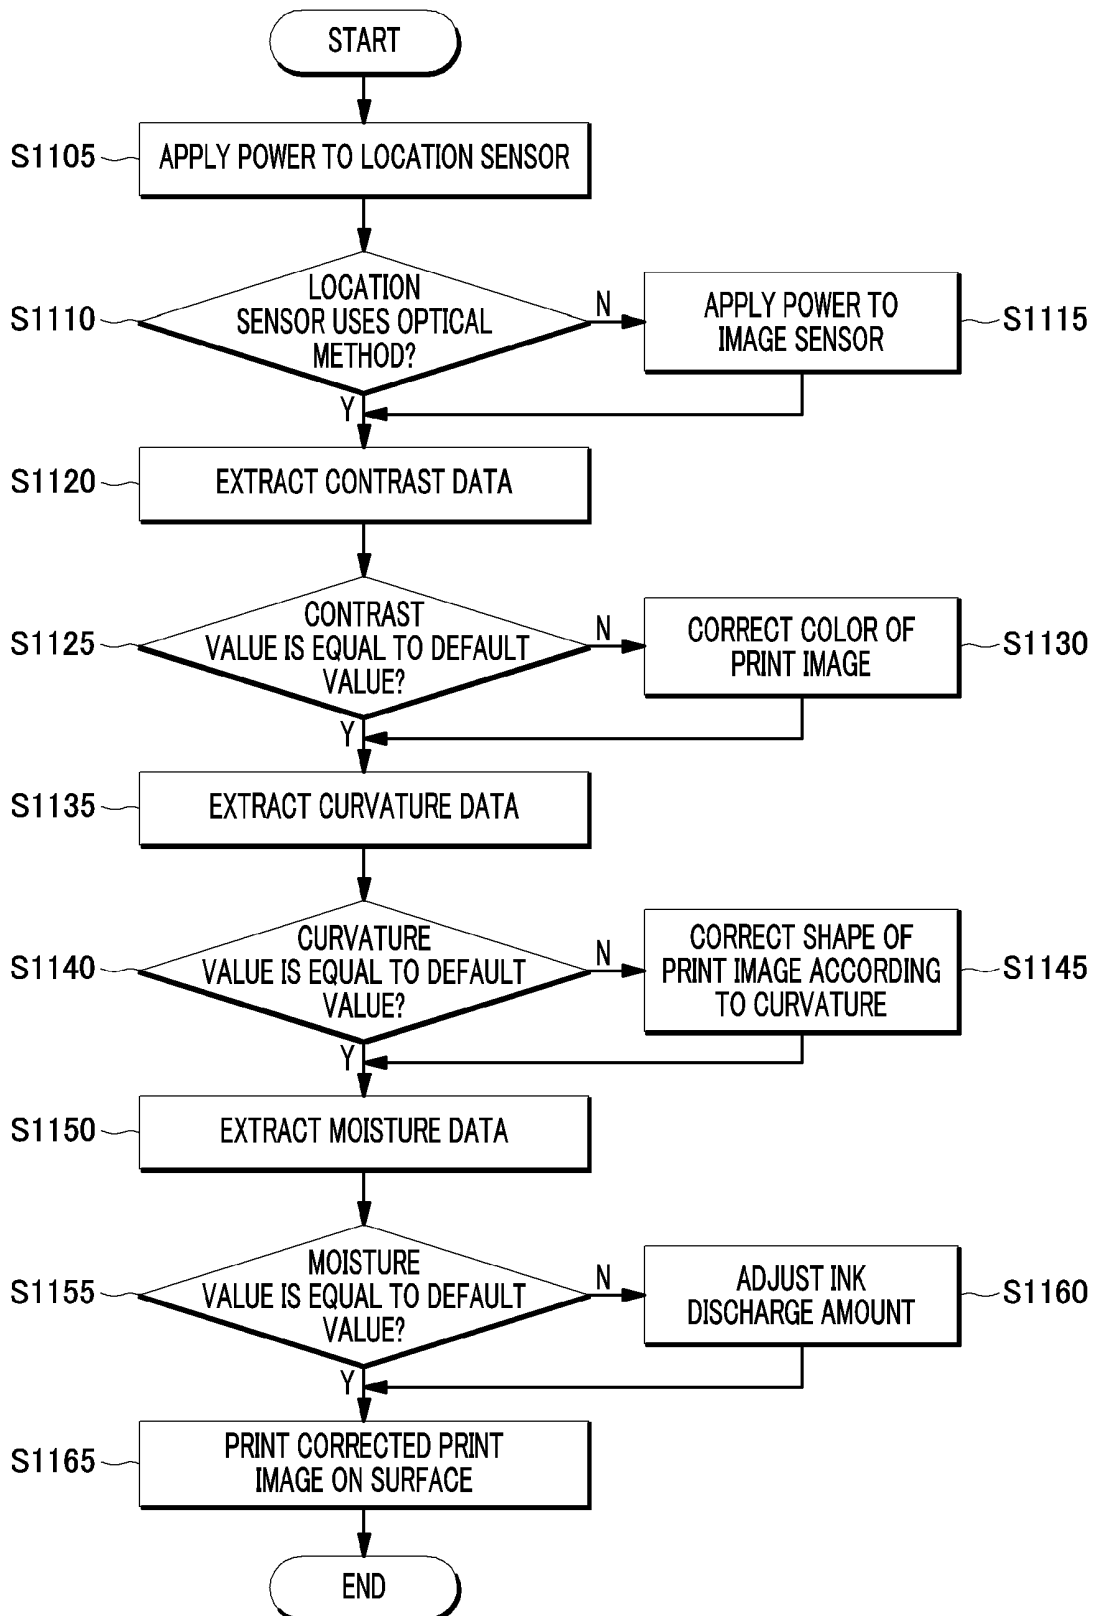 START
S1105
APPLY POWER TO LOCATION SENSOR
S1110
LOCATION
SENSOR USES OPTICAL
METHOD?
N
APPLY POWER TO
IMAGE SENSOR
S1115
Y
S1120
EXTRACT CONTRAST DATA
S1125
CONTRAST
VALUE IS EQUAL TO DEFAULT
VALUE?
N
CORRECT COLOR OF
PRINT IMAGE
S1130
Y
S1135
EXTRACT CURVATURE DATA
S1140
CURVATURE
VALUE IS EQUAL TO DEFAULT
VALUE?
N
CORRECT SHAPE OF
PRINT IMAGE ACCORDING
TO CURVATURE
S1145
Y
S1150
EXTRACT MOISTURE DATA
S1155
MOISTURE
VALUE IS EQUAL TO DEFAULT
VALUE?
N
ADJUST INK
DISCHARGE AMOUNT
S1160
Y
S1165
PRINT CORRECTED PRINT
IMAGE ON SURFACE
END